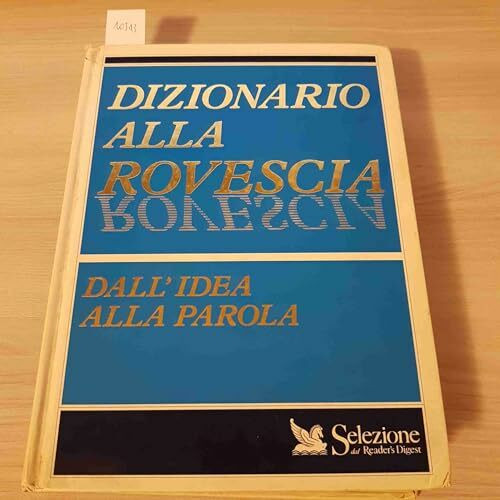 DIZIONARIO
ALLA
ROVESCIA
ROVESCIA
DALL'IDEA
ALLA PAROLA
Selezione
dal Reader's Digest